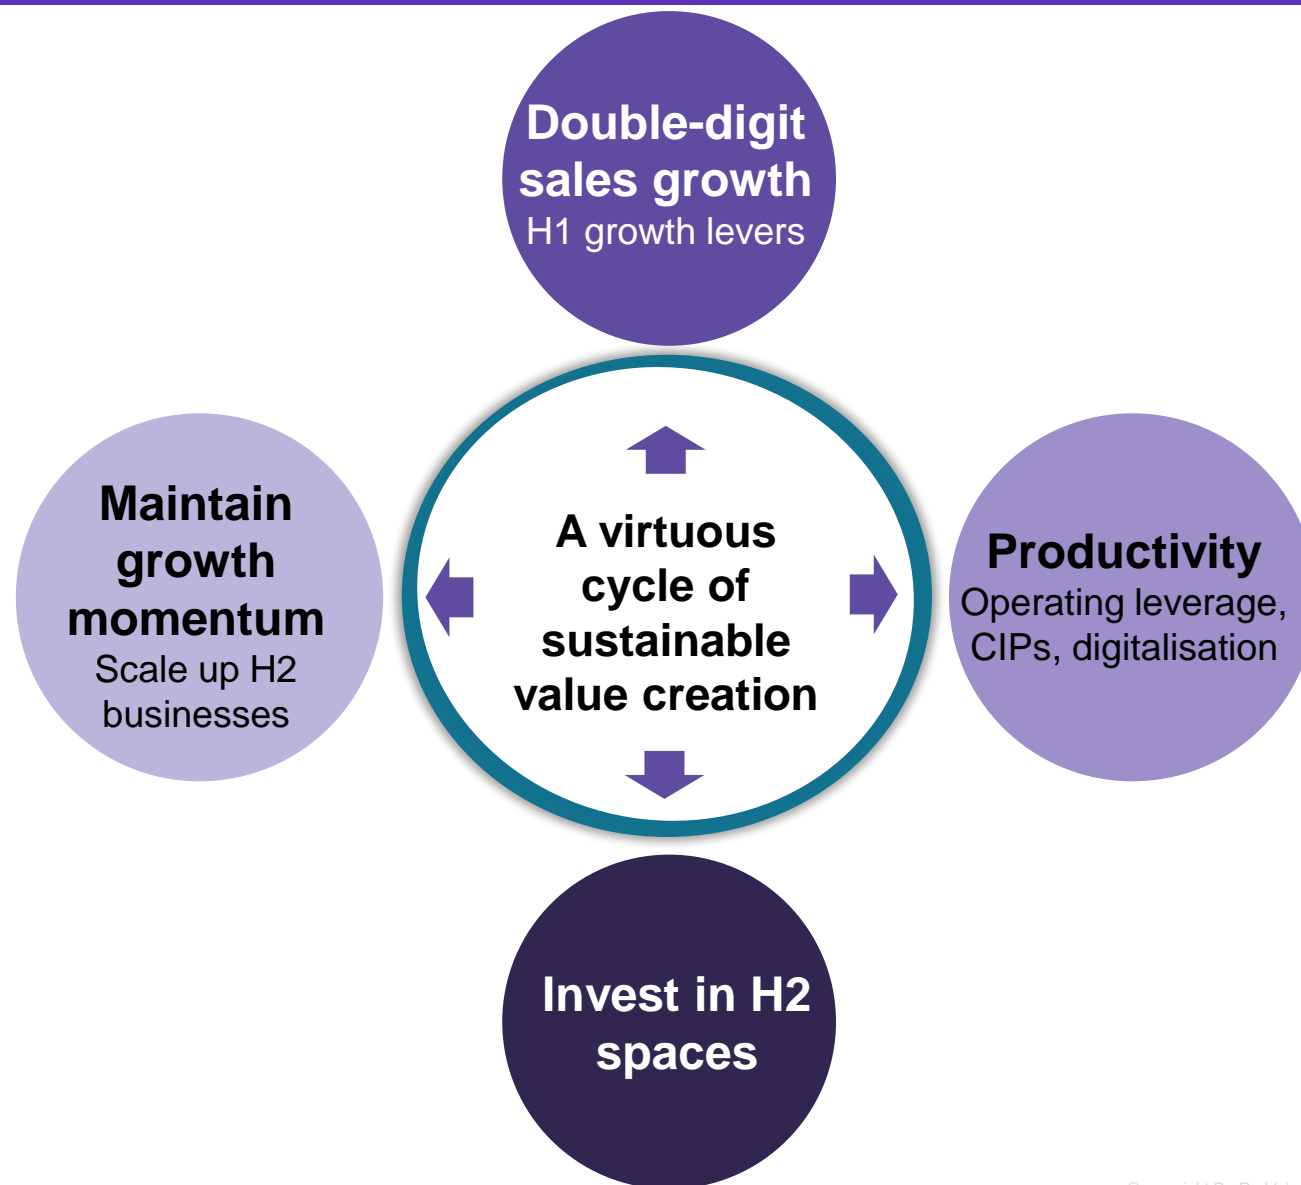 Double-digit
sales growth
H1 growth levers
Maintain
growth
momentum
Scale up H2
businesses
A virtuous
cycle of
sustainable
value creation
Productivity
Operating leverage,
CIPs, digitalisation
Invest in H2
spaces